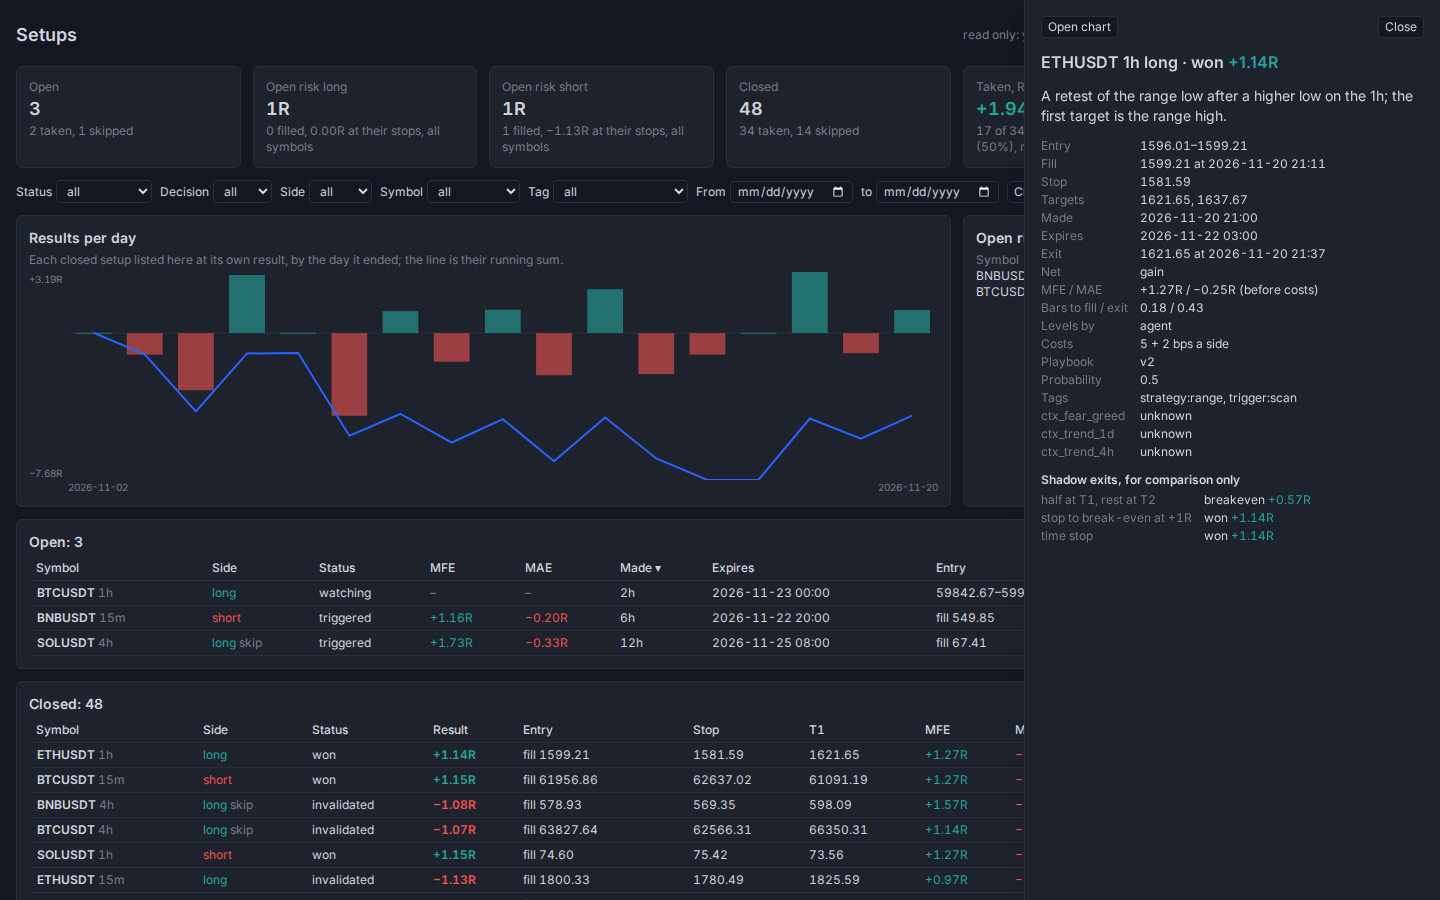 Setups
read only:
Open
3
2 taken, 1 skipped
Open risk long
1R
0 filled, 0.00R at their stops, all
symbols
Open risk short
1R
1 filled, −1.13R at their stops, all
symbols
Closed
48
34 taken, 14 skipped
Taken, R
+1.94
17 of 34
(50%), r
Status all Decision all Side all Symbol all Tag all From mm/dd/yyyy to mm/dd/yyyy
Results per day
Each closed setup listed here at its own result, by the day it ended; the line is their running sum.
+3.19R
−7.68R
2026-11-02 2026-11-20
Open ri
Symbol
BNBUSD
BTCUSD
Open: 3
Symbol Side Status MFE MAE Made ▾ Expires Entry
BTCUSDT 1h long watching – – 2h 2026-11-23 00:00 59842.67–599
BNBUSDT 15m short triggered +1.16R −0.20R 6h 2026-11-22 20:00 fill 549.85
SOLUSDT 4h long skip triggered +1.73R −0.33R 12h 2026-11-25 08:00 fill 67.41
Closed: 48
Symbol Side Status Result Entry Stop T1 MFE M
ETHUSDT 1h long won +1.14R fill 1599.21 1581.59 1621.65 +1.27R −
BTCUSDT 15m short won +1.15R fill 61956.86 62637.02 61091.19 +1.27R −
BNBUSDT 4h long skip invalidated −1.08R fill 578.93 569.35 598.09 +1.57R −
BTCUSDT 4h long skip invalidated −1.07R fill 63827.64 62566.31 66350.31 +1.14R −
SOLUSDT 1h short won +1.15R fill 74.60 75.42 73.56 +1.27R −
ETHUSDT 15m long invalidated −1.13R fill 1800.33 1780.49 1825.59 +0.97R −
Open chart Close
ETHUSDT 1h long · won +1.14R
A retest of the range low after a higher low on the 1h; the
first target is the range high.
Entry 1596.01–1599.21
Fill 1599.21 at 2026-11-20 21:11
Stop 1581.59
Targets 1621.65, 1637.67
Made 2026-11-20 21:00
Expires 2026-11-22 03:00
Exit 1621.65 at 2026-11-20 21:37
Net gain
MFE / MAE +1.27R / −0.25R (before costs)
Bars to fill / exit 0.18 / 0.43
Levels by agent
Costs 5 + 2 bps a side
Playbook v2
Probability 0.5
Tags strategy:range, trigger:scan
ctx_fear_greed unknown
ctx_trend_1d unknown
ctx_trend_4h unknown
Shadow exits, for comparison only
half at T1, rest at T2 breakeven +0.57R
stop to break-even at +1R won +1.14R
time stop won +1.14R